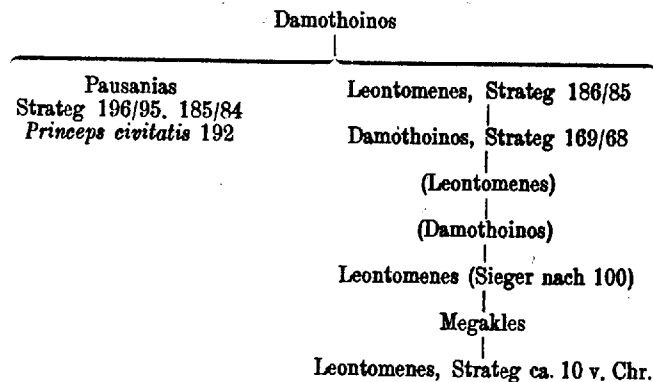 Damothoinos
Pausanias
Strateg 196/95. 185/84
Princeps civitatis 192
Leontomenes, Strateg 186/85
Damothoinos, Strateg 169/68
(Leontomenes)
(Damothoinos)
Leontomenes (Sieger nach 100)
Megakles
Leontomenes, Strateg ca. 10 v. Chr.